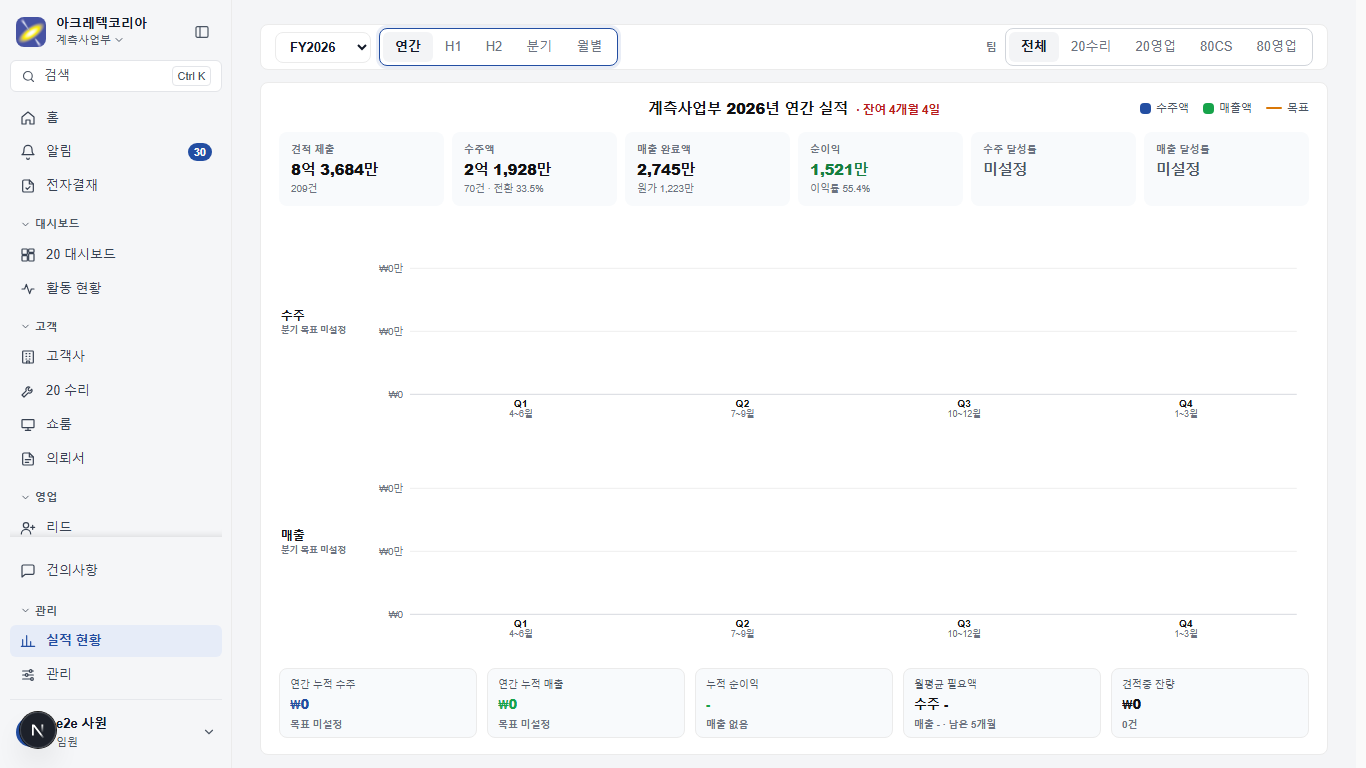 아크레텍코리아
계측사업부
검색
Ctrl K
홈
알림
30
전자결재
대시보드
20 대시보드
활동 현황
고객
고객사
20 수리
쇼룸
의뢰서
영업
리드
건의사항
관리
실적 현황
관리
N
e2e 사원
임원
FY2026
연간 H1 H2 분기 월별
팀 전체 20수리 20영업 80CS 80영업
계측사업부 2026년 연간 실적 · 잔여 4개월 4일
수주액 매출액 목표
견적 제출
8억 3,684만
209건
수주액
2억 1,928만
70건 · 전환 33.5%
매출 완료액
2,745만
원가 1,223만
순이익
1,521만
이익률 55.4%
수주 달성률
미설정
매출 달성률
미설정
수주
분기 목표 미설정
₩0만
₩0만
₩0
Q1 Q2 Q3 Q4
4~6월 7~9월 10~12월 1~3월
매출
분기 목표 미설정
₩0만
₩0만
₩0
Q1 Q2 Q3 Q4
4~6월 7~9월 10~12월 1~3월
연간 누적 수주
₩0
목표 미설정
연간 누적 매출
₩0
목표 미설정
누적 순이익
-
매출 없음
월평균 필요액
수주 -
매출 - · 남은 5개월
견적중 잔량
₩0
0건